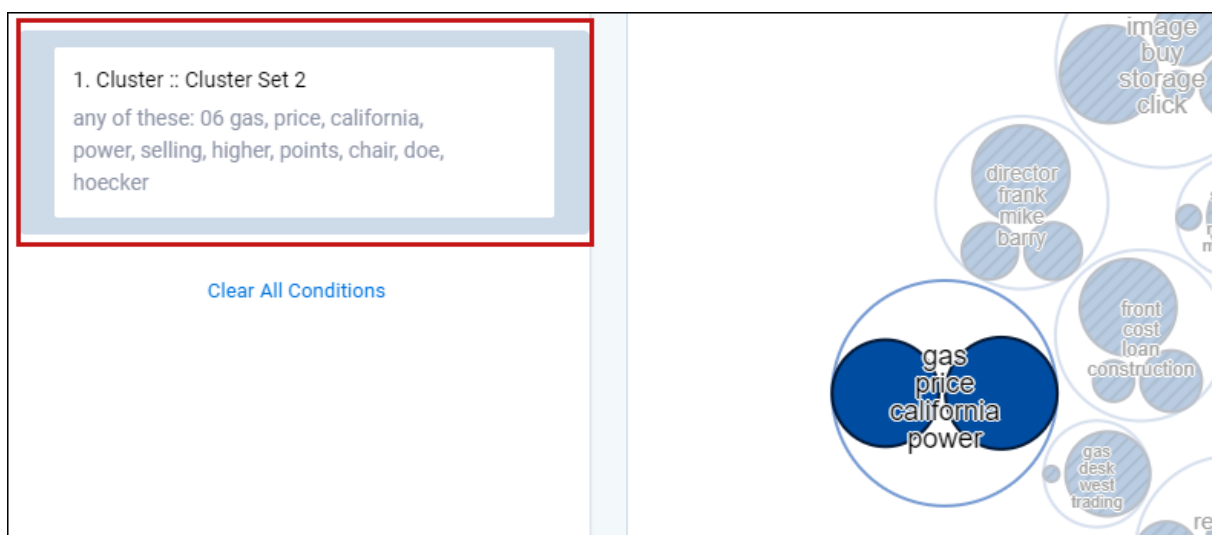 1. Cluster :: Cluster Set 2
any of these: 06 gas, price, california,
power, selling, higher, points, chair, doe,
hoecker
Clear All Conditions
image
buy
storage
click
director
frank
mike
barry
front
cost
loan
construction
gas
price
california
power
gas
desk
west
trading